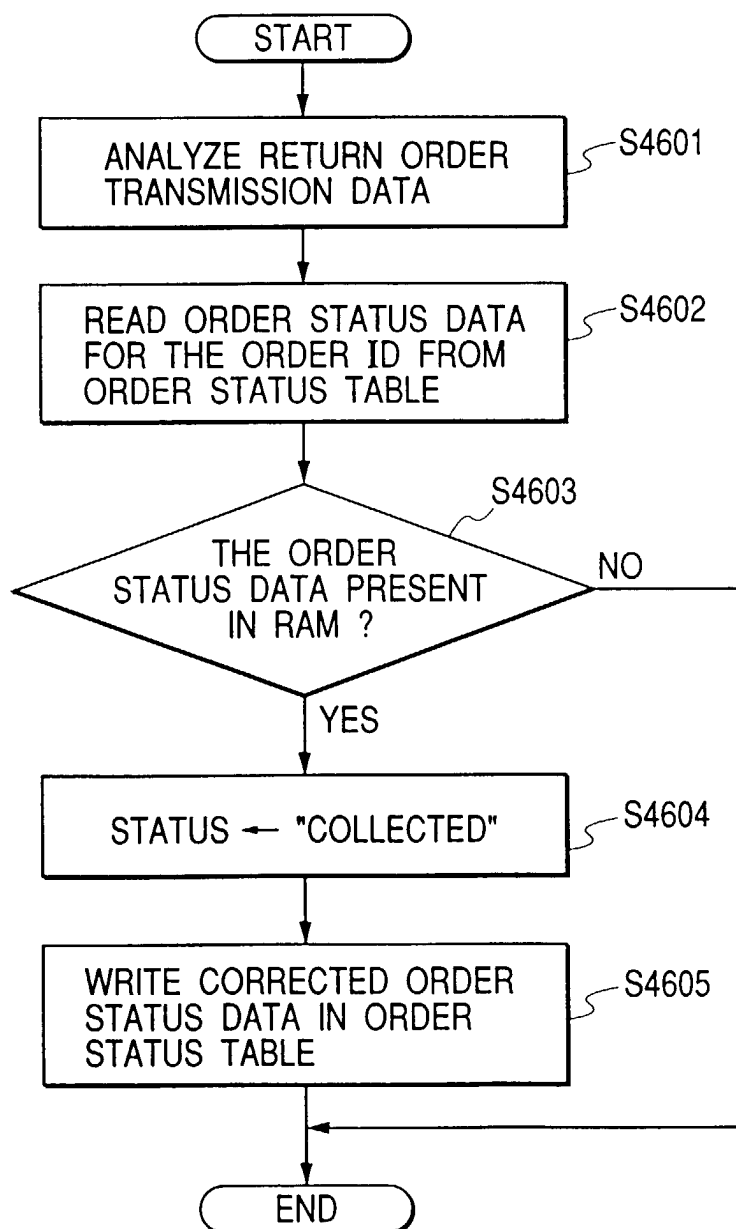 START
ANALYZE RETURN ORDER
TRANSMISSION DATA
S4601
READ ORDER STATUS DATA
FOR THE ORDER ID FROM
ORDER STATUS TABLE
S4602
S4603
THE ORDER
STATUS DATA PRESENT
IN RAM ?
NO
YES
STATUS ← "COLLECTED"
S4604
WRITE CORRECTED ORDER
STATUS DATA IN ORDER
STATUS TABLE
S4605
END